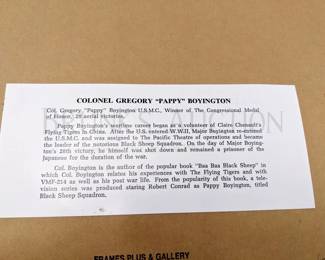 COLONEL GREGORY "PAPPY" BOYINGTON
Col. Gregory "Pappy" Boyington U.S.M.C., Winner of The Congressional Medal
of Honor, 28 aerial victories.
Pappy Boyington's wartime career began as a volunteer of Claire Chenault's
Flying Tigers in China. After the U.S. entered W.W.II, Major Boyington re-entered
the U.S.M.C. and was assigned to the Pacific Theatre of operations and became
the leader of the notorious Black Sheep Squadron. On the day of Major Boying-
ton's 28th victory, he himself was shot down and remained a prisoner of the
Japanese for the duration of the war.
Col. Boyington is the author of the popular book "Baa Baa Black Sheep" in
which Col. Boyington relates his experiences with The Flying Tigers and with
VMF-214 as well as his post war life. From the popularity of this book, a tele-
vision series was produced starring Robert Conrad as Pappy Boyington, titled
Black Sheep Squadron.
FRAMES PLUS & GALLERY